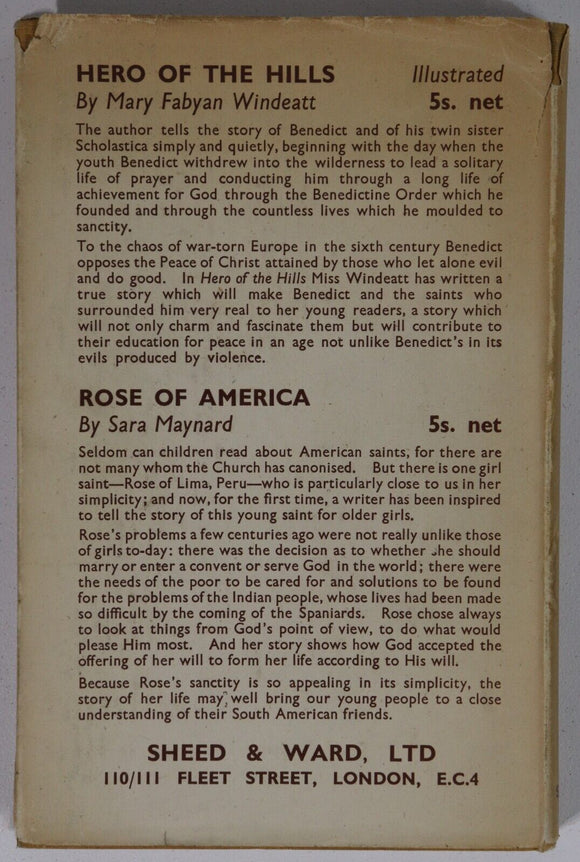 HERO OF THE HILLS Illustrated
By Mary Fabyan Windeatt 5s. net
The author tells the story of Benedict and of his twin sister
Scholastica simply and quietly, beginning with the day when the
youth Benedict withdrew into the wilderness to lead a solitary
life of prayer and conducting him through a long life of
achievement for God through the Benedictine Order which he
founded and through the countless lives which he moulded to
sanctity.
To the chaos of war-torn Europe in the sixth century Benedict
opposes the Peace of Christ attained by those who let alone evil
and do good. In Hero of the Hills Miss Windeatt has written a
true story which will make Benedict and the saints who
surrounded him very real to her young readers, a story which
will not only charm and fascinate them but will contribute to
their education for peace in an age not unlike Benedict's in its
evils produced by violence.
ROSE OF AMERICA
By Sara Maynard 5s. net
Seldom can children read about American saints, for there are
not many whom the Church has canonised. But there is one girl
saint—Rose of Lima, Peru—who is particularly close to us in her
simplicity; and now, for the first time, a writer has been inspired
to tell the story of this young saint for older girls.
Rose's problems a few centuries ago were not really unlike those
of girls to-day: there was the decision as to whether she should
marry or enter a convent or serve God in the world; there were
the needs of the poor to be cared for and solutions to be found
for the problems of the Indian people, whose lives had been made
so difficult by the coming of the Spaniards. Rose chose always
to look at things from God's point of view, to do what would
please Him most. And her story shows how God accepted the
offering of her will to form her life according to His will.
Because Rose's sanctity is so appealing in its simplicity, the
story of her life may well bring our young people to a close
understanding of their South American friends.
SHEED & WARD, LTD
110/111 FLEET STREET, LONDON, E.C.4